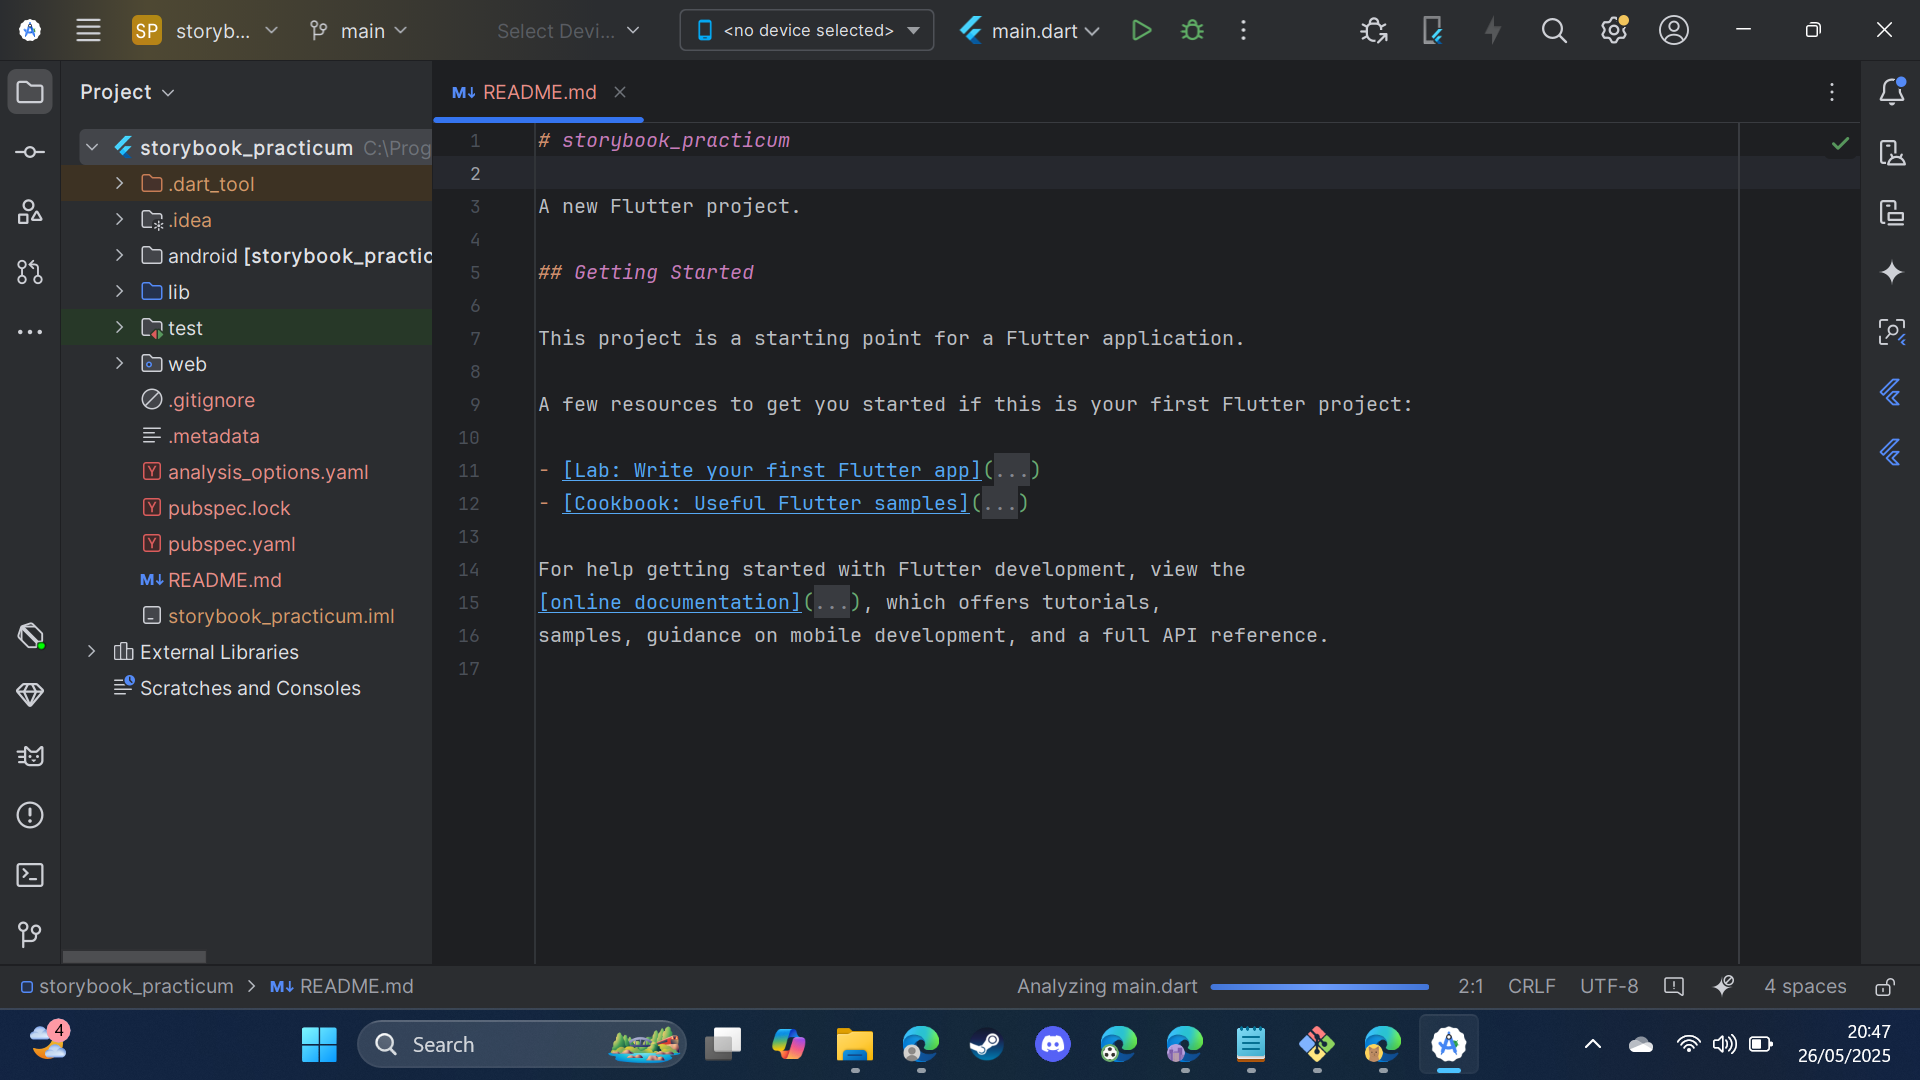 SP
storyb...
main
Select Devi...
<no device selected>
main.dart
Project
M↓ README.md
storybook_practicum C:\Prog
.dart_tool
.idea
android [storybook_practic
lib
test
web
.gitignore
.metadata
Y analysis_options.yaml
Y pubspec.lock
Y pubspec.yaml
M↓ README.md
storybook_practicum.iml
External Libraries
Scratches and Consoles
1 # storybook_practicum
2
3 A new Flutter project.
4
5 ## Getting Started
6
7 This project is a starting point for a Flutter application.
8
9 A few resources to get you started if this is your first Flutter project:
10
11 - [Lab: Write your first Flutter app](...)
12 - [Cookbook: Useful Flutter samples](...)
13
14 For help getting started with Flutter development, view the
15 [online documentation](...), which offers tutorials,
16 samples, guidance on mobile development, and a full API reference.
17
storybook_practicum > M↓ README.md
Analyzing main.dart
2:1
CRLF
UTF-8
4 spaces
4
Search
20:47
26/05/2025